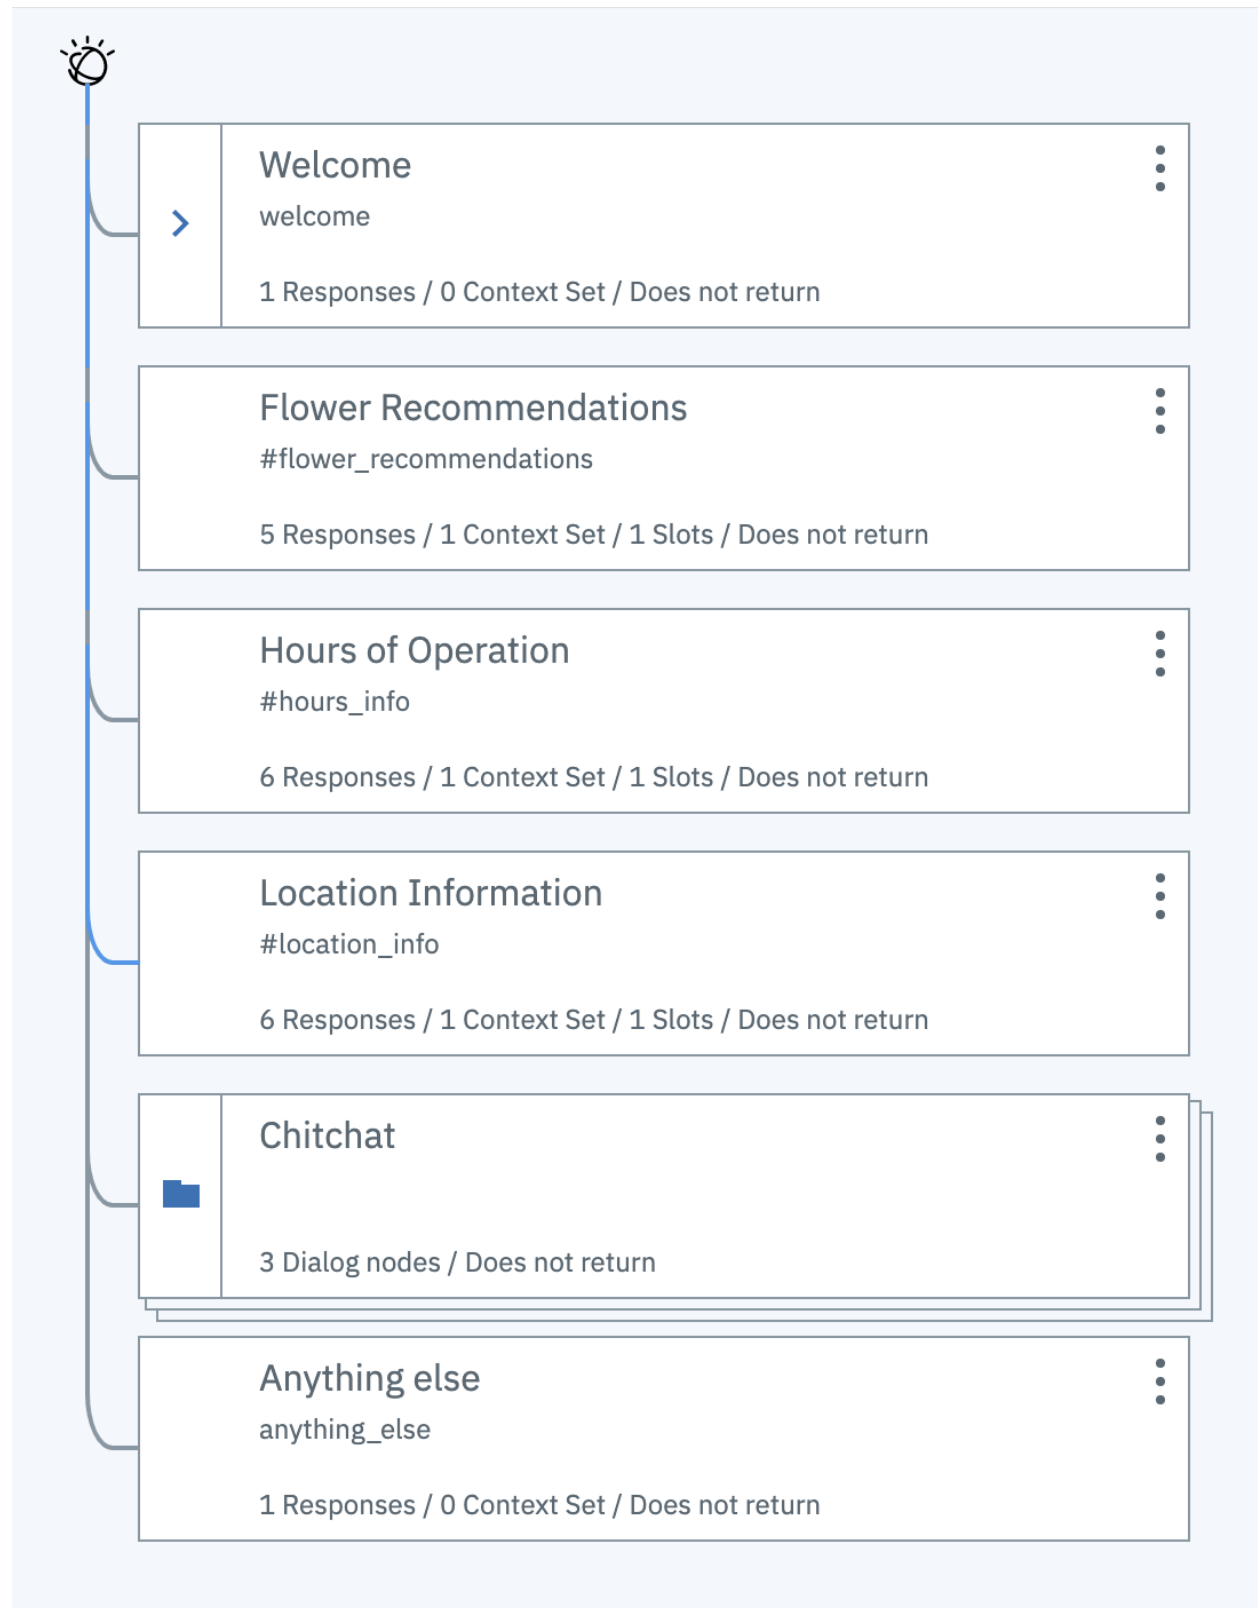 Welcome
welcome
1 Responses / 0 Context Set / Does not return
Flower Recommendations
#flower_recommendations
5 Responses / 1 Context Set / 1 Slots / Does not return
Hours of Operation
#hours_info
6 Responses / 1 Context Set / 1 Slots / Does not return
Location Information
#location_info
6 Responses / 1 Context Set / 1 Slots / Does not return
Chitchat
3 Dialog nodes / Does not return
Anything else
anything_else
1 Responses / 0 Context Set / Does not return